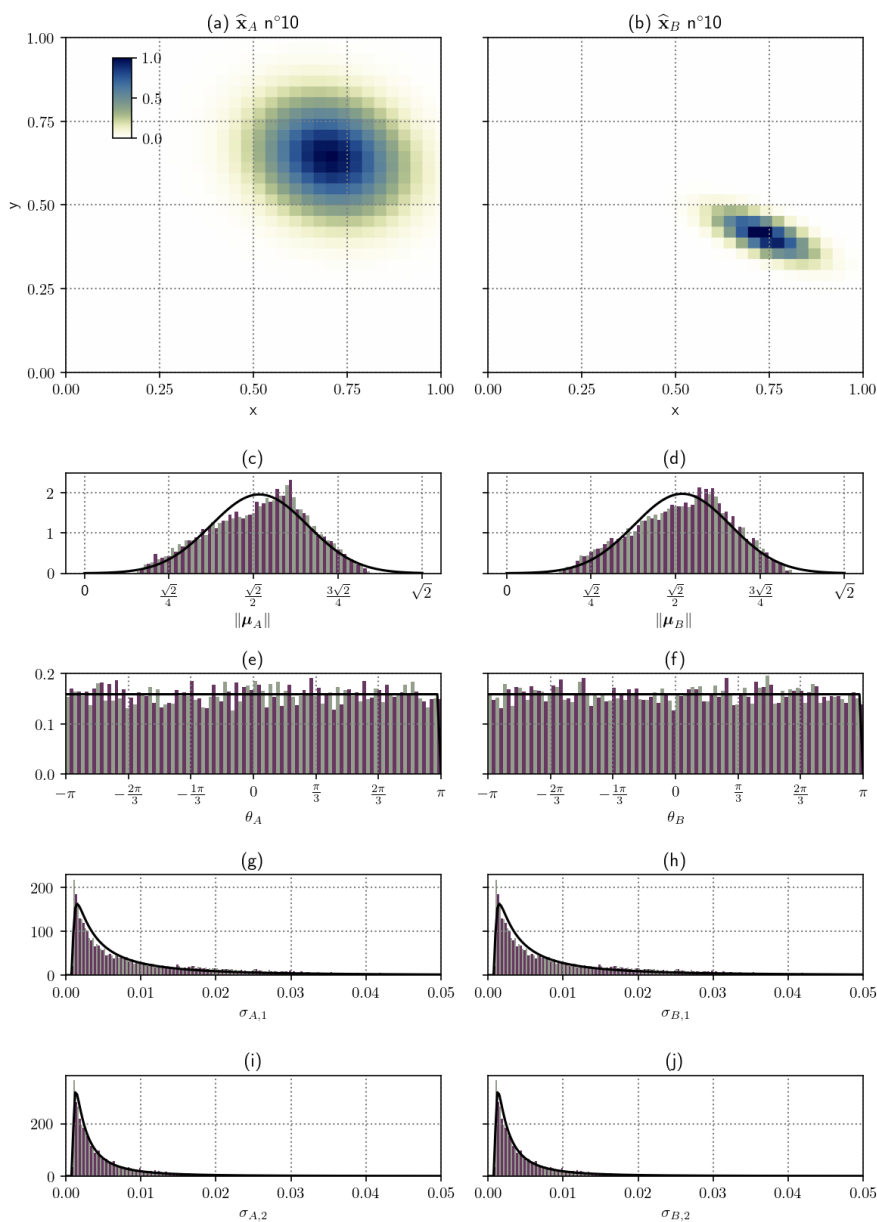 (a) x̂_A n°10
(b) x̂_B n°10
1.00
0.75
0.50
0.25
0.00
y
1.0
0.5
0.0
0.00 0.25 0.50 0.75 1.00
x
0.00 0.25 0.50 0.75 1.00
x
(c)
(d)
2
1
0
0 √2/4 √2/2 3√2/4 √2
‖μ_A‖
0 √2/4 √2/2 3√2/4 √2
‖μ_B‖
(e)
(f)
0.2
0.1
0.0
−π −2π/3 −1π/3 0 π/3 2π/3 π
θ_A
−π −2π/3 −1π/3 0 π/3 2π/3 π
θ_B
(g)
(h)
200
100
0
0.00 0.01 0.02 0.03 0.04 0.05
σ_A,1
0.00 0.01 0.02 0.03 0.04 0.05
σ_B,1
(i)
(j)
200
0
0.00 0.01 0.02 0.03 0.04 0.05
σ_A,2
0.00 0.01 0.02 0.03 0.04 0.05
σ_B,2